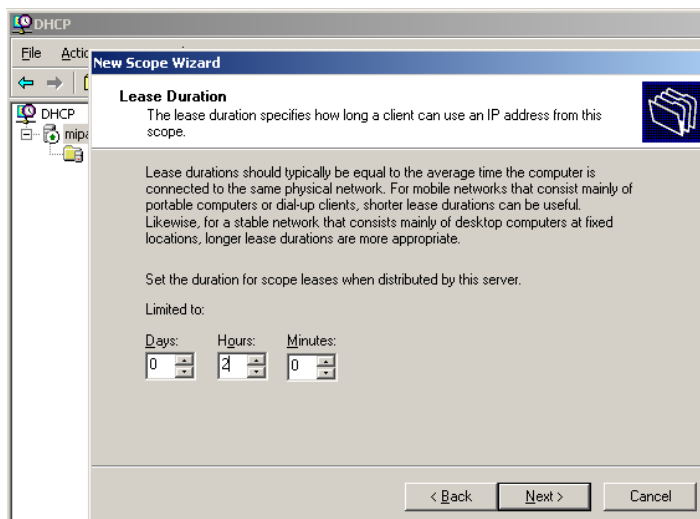 DHCP
File
New Scope Wizard
Lease Duration
The lease duration specifies how long a client can use an IP address from this
scope.
DHCP
Lease durations should typically be equal to the average time the computer is
connected to the same physical network. For mobile networks that consist mainly of
portable computers or dial-up clients, shorter lease durations can be useful.
Likewise, for a stable network that consists mainly of desktop computers at fixed
locations, longer lease durations are more appropriate.
Set the duration for scope leases when distributed by this server.
Limited to:
Days: Hours: Minutes:
0 2 0
< Back Next > Cancel